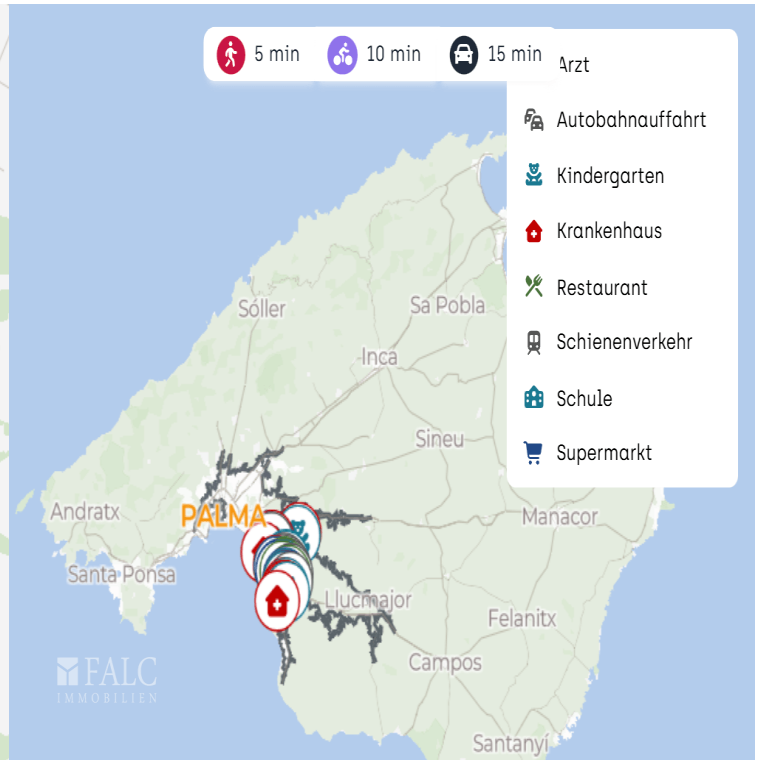 5 min
10 min
15 min
Arzt
Autobahnauffahrt
Kindergarten
Krankenhaus
Restaurant
Schienenverkehr
Schule
Supermarkt
Sóller
Sa Pobla
Inca
Sineu
Andratx
PALMA
Manacor
Santa Ponsa
Llucmajor
Felanitx
Campos
FALC
IMMOBILIEN
Santanyí